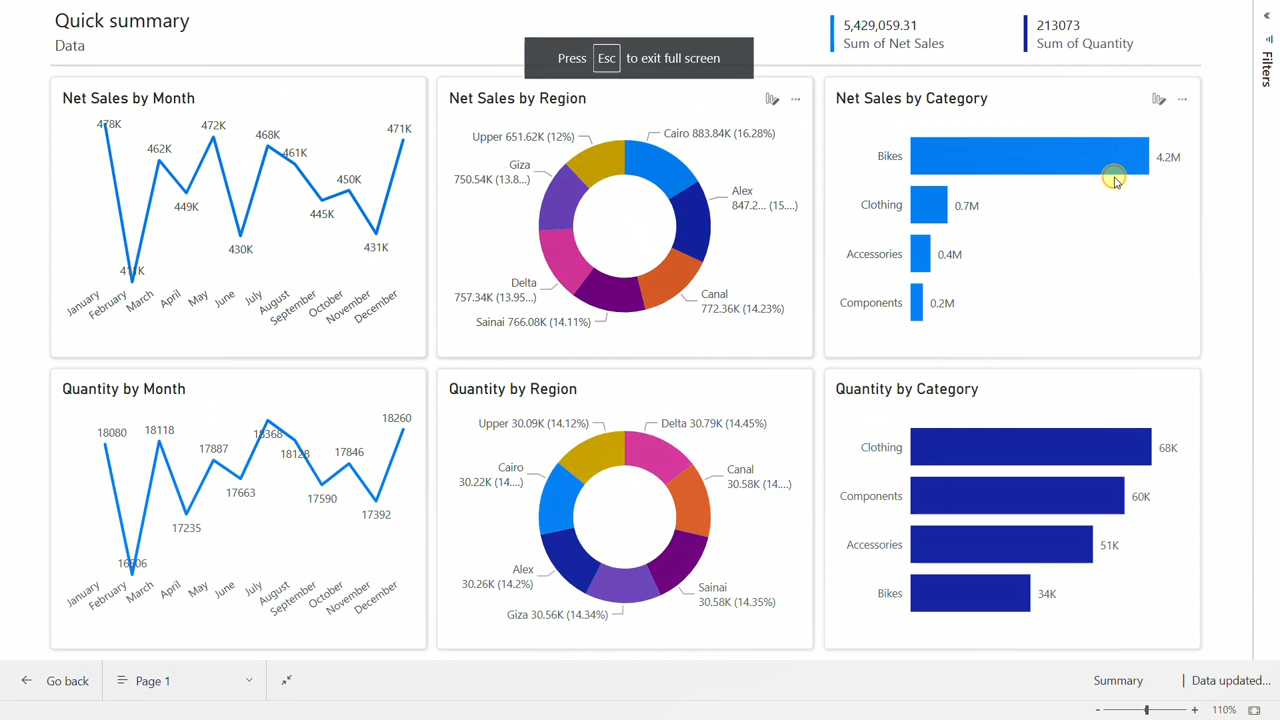 Quick summary
Data
5,429,059.31
Sum of Net Sales
213073
Sum of Quantity
Press Esc to exit full screen
Filters
Net Sales by Month
478K
472K
471K
462K
468K
461K
449K
450K
445K
430K
431K
January
February
March
April
May
June
July
August
September
October
November
December
Net Sales by Region
Upper 651.62K (12%)
Cairo 883.84K (16.28%)
Giza
750.54K (13.8...)
Alex
847.2... (15....)
Delta
757.34K (13.95...)
Canal
772.36K (14.23%)
Sainai 766.08K (14.11%)
Net Sales by Category
Bikes
4.2M
Clothing
0.7M
Accessories
0.4M
Components
0.2M
Quantity by Month
18080
18118
17887
18368
18128
17846
18260
17235
17663
17590
17392
January
February
March
April
May
June
July
August
September
October
November
December
Quantity by Region
Upper 30.09K (14.12%)
Delta 30.79K (14.45%)
Cairo
30.22K (14....)
Canal
30.58K (14....)
Alex
30.26K (14.2%)
Sainai
30.58K (14.35%)
Giza 30.56K (14.34%)
Quantity by Category
Clothing
68K
Components
60K
Accessories
51K
Bikes
34K
Go back
Page 1
Summary
Data updated...
110%